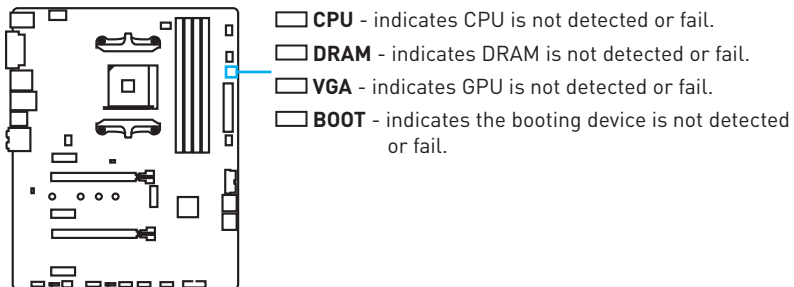 CPU - indicates CPU is not detected or fail.
DRAM - indicates DRAM is not detected or fail.
VGA - indicates GPU is not detected or fail.
BOOT - indicates the booting device is not detected
or fail.